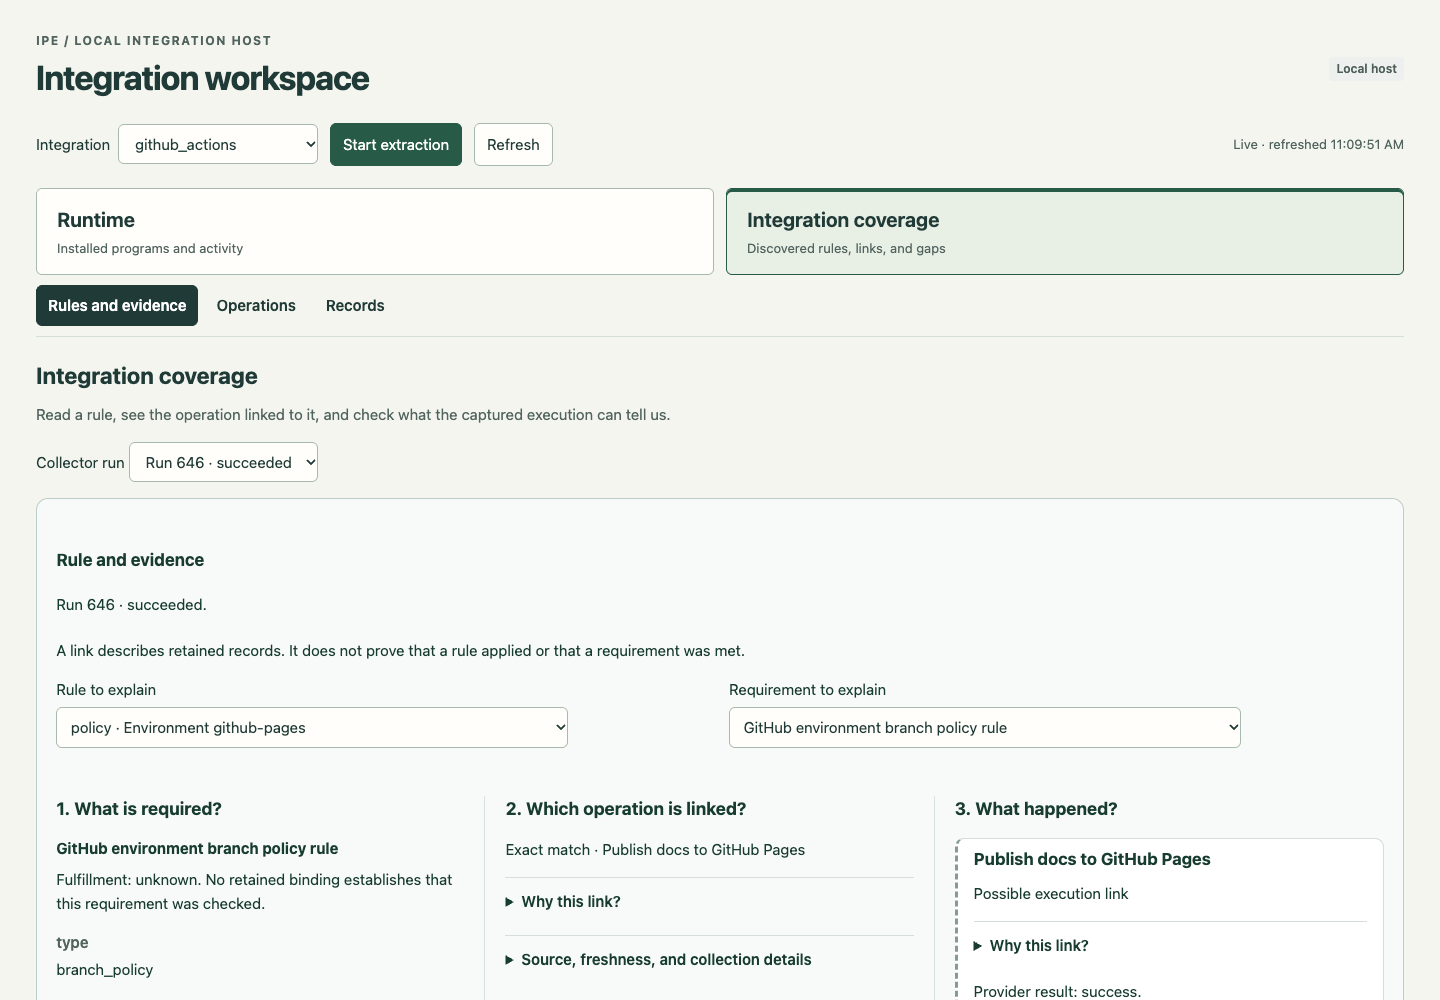 IPE / LOCAL INTEGRATION HOST
Integration workspace
Local host
Integration
github_actions
Start extraction
Refresh
Live · refreshed 11:09:51 AM
Runtime
Installed programs and activity
Integration coverage
Discovered rules, links, and gaps
Rules and evidence
Operations
Records
Integration coverage
Read a rule, see the operation linked to it, and check what the captured execution can tell us.
Collector run
Run 646 · succeeded
Rule and evidence
Run 646 · succeeded.
A link describes retained records. It does not prove that a rule applied or that a requirement was met.
Rule to explain
policy · Environment github-pages
Requirement to explain
GitHub environment branch policy rule
1. What is required?
GitHub environment branch policy rule
Fulfillment: unknown. No retained binding establishes that
this requirement was checked.
type
branch_policy
2. Which operation is linked?
Exact match · Publish docs to GitHub Pages
Why this link?
Source, freshness, and collection details
3. What happened?
Publish docs to GitHub Pages
Possible execution link
Why this link?
Provider result: success.